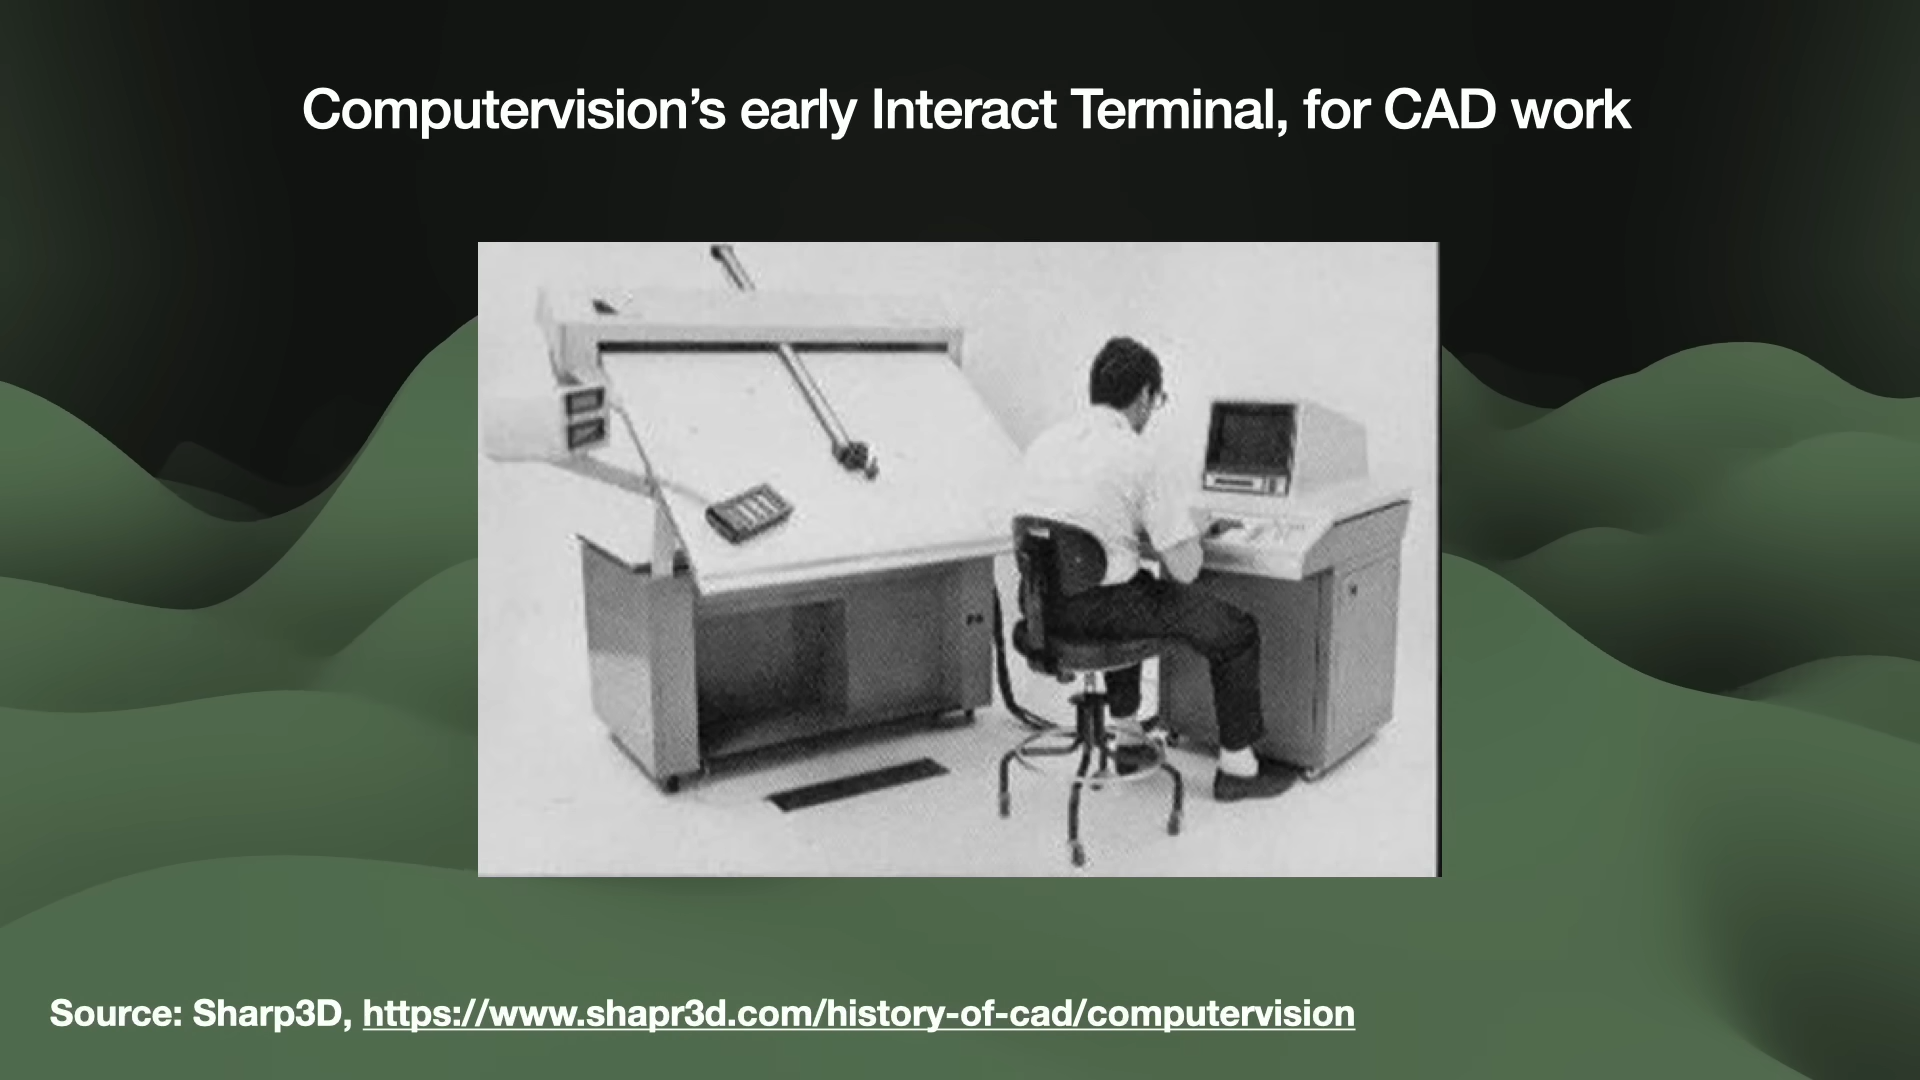 Computervision’s early Interact Terminal, for CAD work
Source: Sharp3D, https://www.shapr3d.com/history-of-cad/computervision